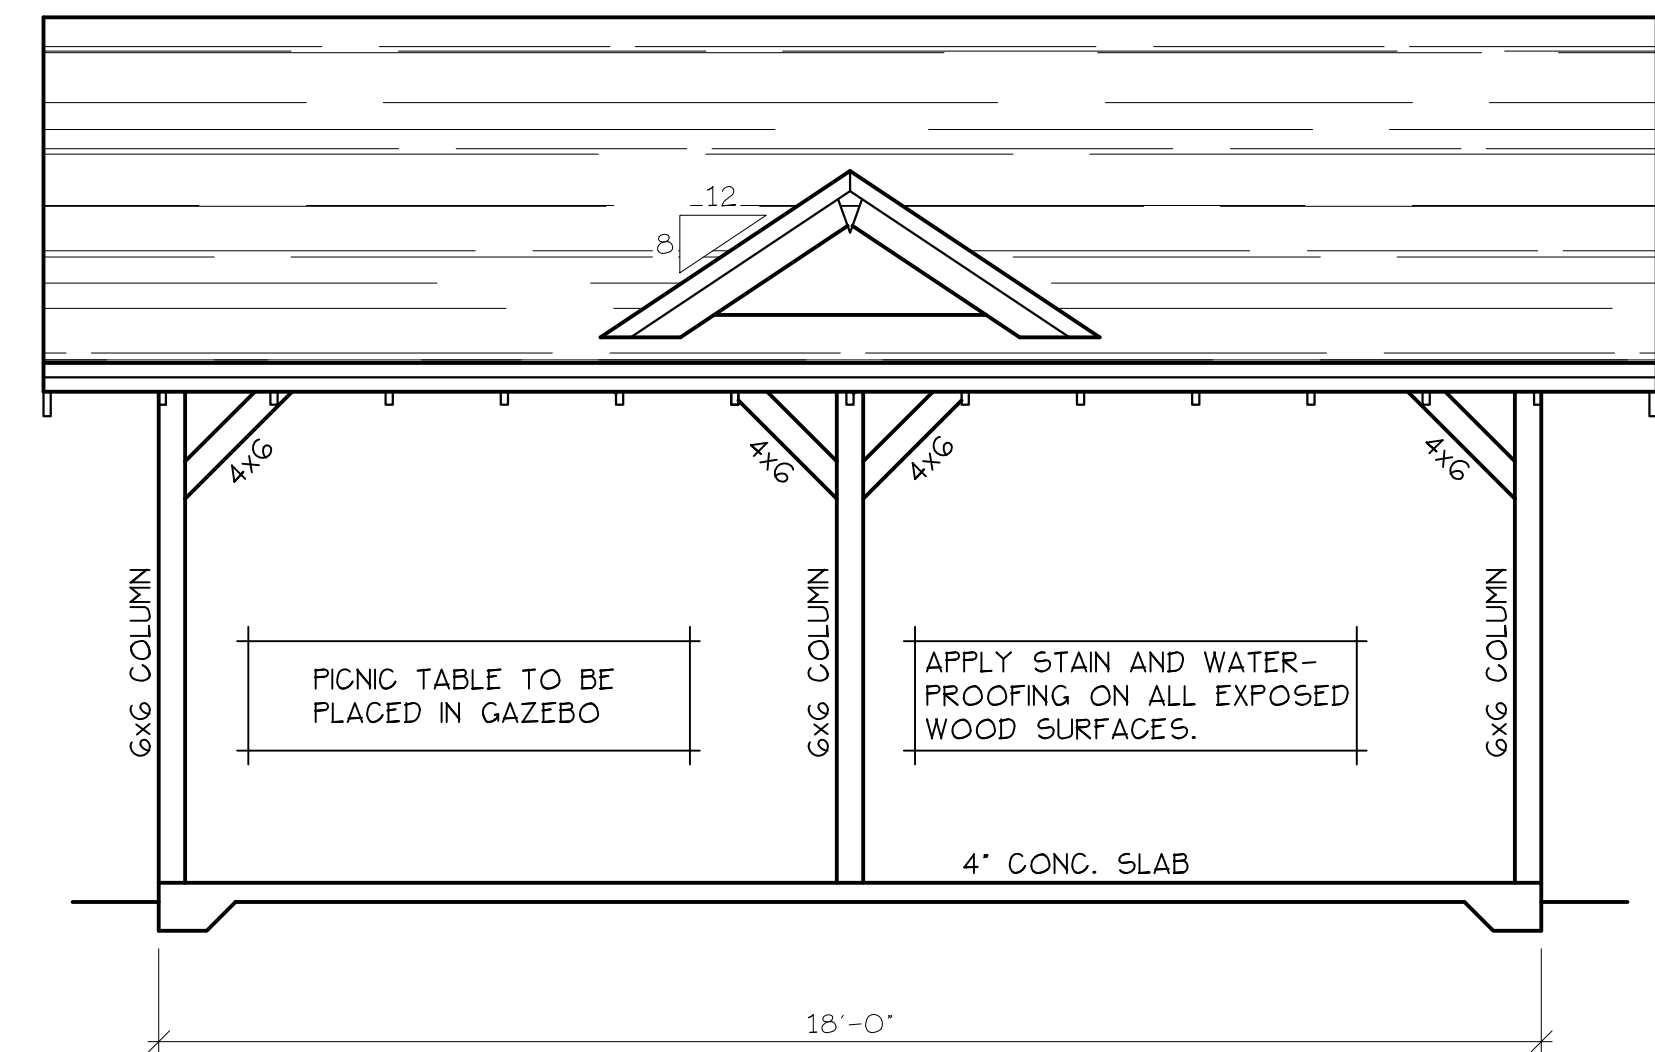 12
8
4x6
4x6
4x6
4x6
6x6 COLUMN
6x6 COLUMN
6x6 COLUMN
PICNIC TABLE TO BE
PLACED IN GAZEBO
APPLY STAIN AND WATER-
PROOFING ON ALL EXPOSED
WOOD SURFACES.
4" CONC. SLAB
18'-0"